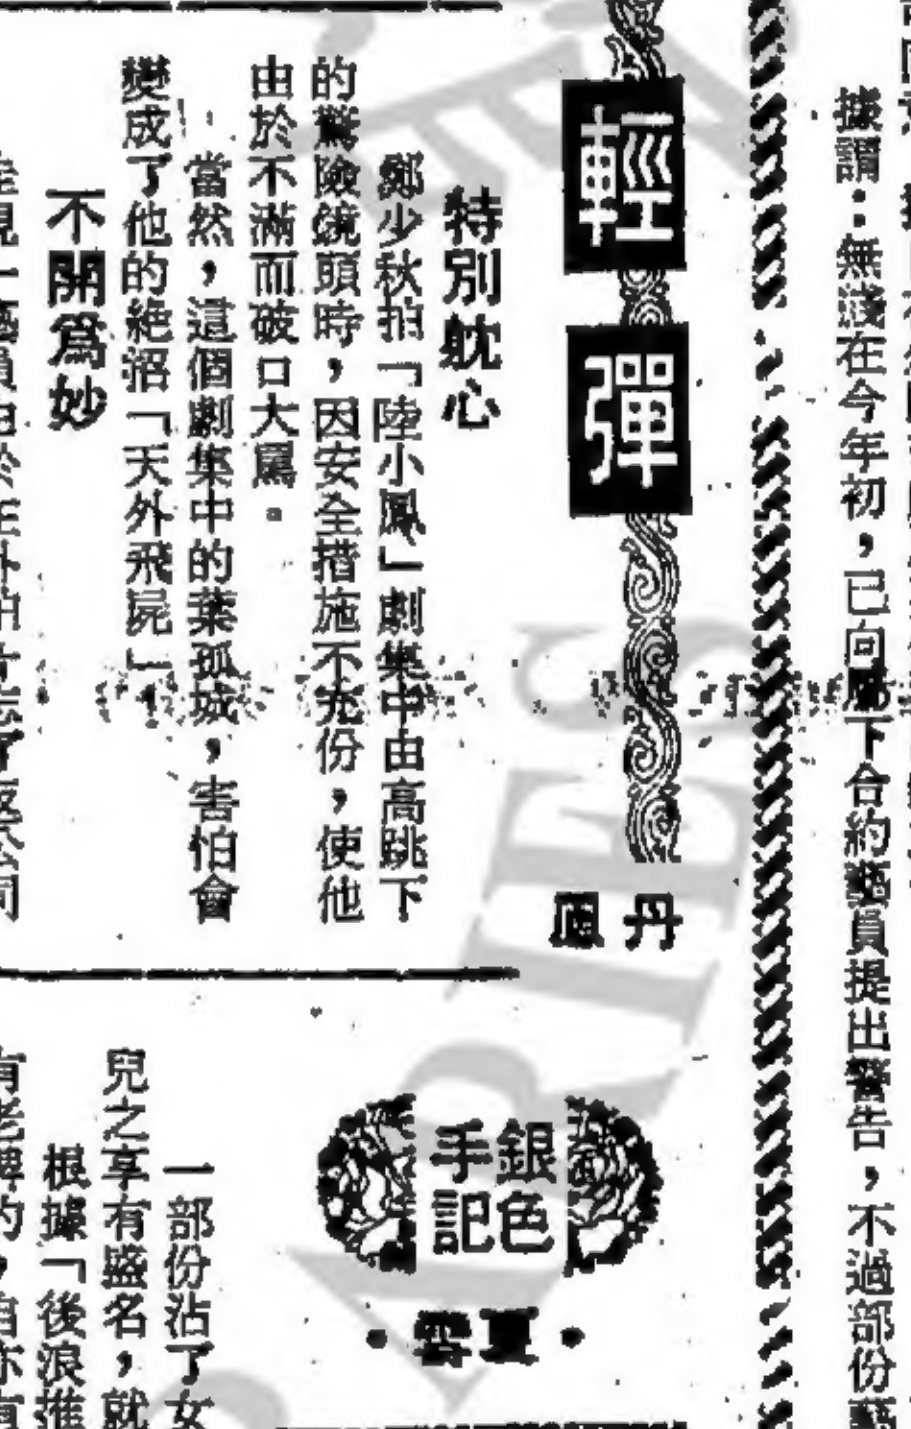 據謂：無綫在今年初，已向屬下合約藝員提出警告，不過部份藝
輕彈
丹鳳
特別躭心
鄭少秋拍「陸小鳳」劇集中由高跳下
的驚險鏡頭時，因安全措施不充份，使他
由於不滿而破口大罵。
當然，這個劇集中的葉孤城，害怕會
變成了他的絶招「天外飛屍」
不開爲妙
銀色
手記
•夏雲•
一部份沾了女
兒之享有盛名，就
根據「後浪推